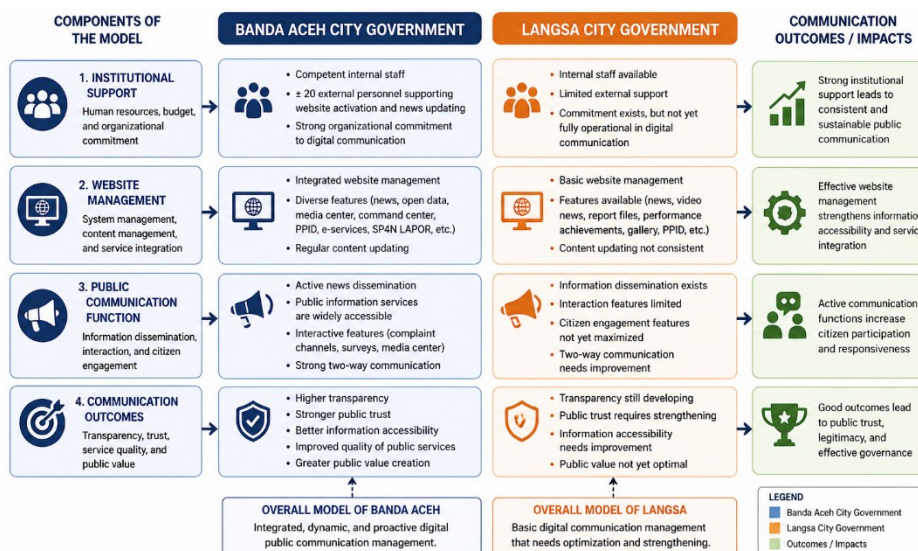 COMPONENTS OF
THE MODEL
BANDA ACEH CITY GOVERNMENT
LANGSA CITY GOVERNMENT
COMMUNICATION
OUTCOMES / IMPACTS
1. INSTITUTIONAL
SUPPORT
Human resources, budget,
and organizational
commitment
• Competent internal staff
• ± 20 external personnel supporting
website activation and news updating
• Strong organizational commitment
to digital communication
• Internal staff available
• Limited external support
• Commitment exists, but not yet
fully operational in digital
communication
Strong institutional
support leads to
consistent and
sustainable public
communication
2. WEBSITE
MANAGEMENT
System management,
content management,
and service integration
• Integrated website management
• Diverse features (news, open data,
media center, command center,
PPID, e-services, SP4N LAPOR, etc.)
• Regular content updating
• Basic website management
• Features available (news, video
news, report files, performance
achievements, gallery, PPID, etc.)
• Content updating not consistent
Effective website
management
strengthens information
accessibility and service
integration
3. PUBLIC
COMMUNICATION
FUNCTION
Information dissemination,
interaction, and citizen
engagement
• Active news dissemination
• Public information services
are widely accessible
• Interactive features (complaint
channels, surveys, media center)
• Strong two-way communication
• Information dissemination exists
• Interaction features limited
• Citizen engagement features
not yet maximized
• Two-way communication
needs improvement
Active communication
functions increase
citizen participation
and responsiveness
4. COMMUNICATION
OUTCOMES
Transparency, trust,
service quality, and
public value
• Higher transparency
• Stronger public trust
• Better information accessibility
• Improved quality of public services
• Greater public value creation
• Transparency still developing
• Public trust requires strengthening
• Information accessibility
needs improvement
• Public value not yet optimal
Good outcomes lead
to public trust,
legitimacy, and
effective governance
OVERALL MODEL OF BANDA ACEH
Integrated, dynamic, and proactive digital
public communication management.
OVERALL MODEL OF LANGSA
Basic digital communication management
that needs optimization and strengthening.
LEGEND
Banda Aceh City Government
Langsa City Government
Outcomes / Impacts